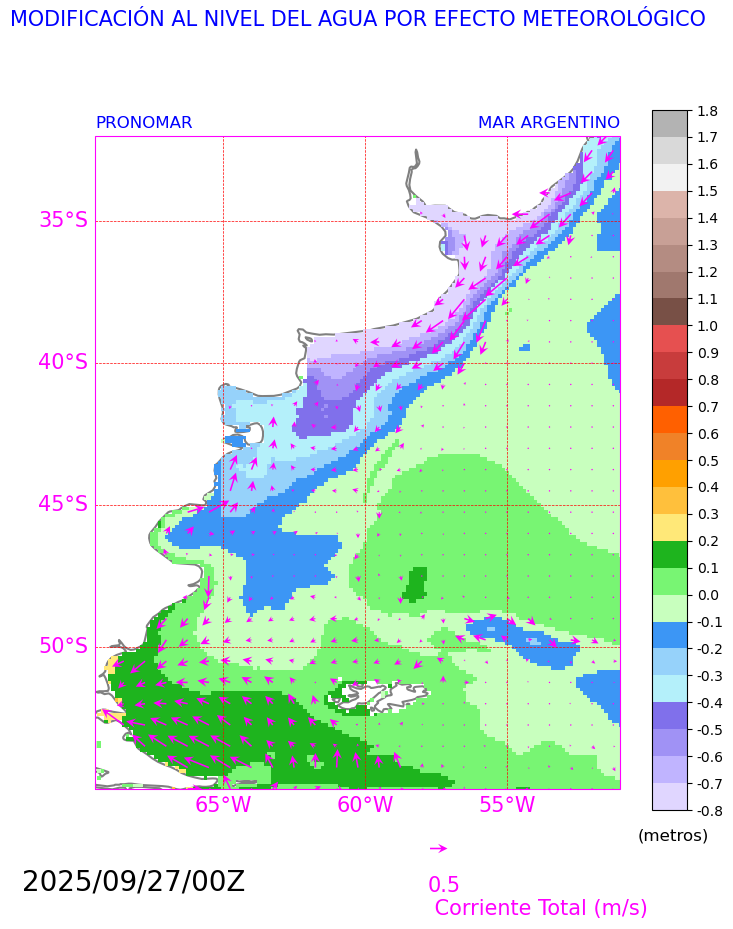 MODIFICACIÓN AL NIVEL DEL AGUA POR EFECTO METEOROLÓGICO
PRONOMAR
MAR ARGENTINO
35°S
40°S
45°S
50°S
65°W
60°W
55°W
1.8
1.7
1.6
1.5
1.4
1.3
1.2
1.1
1.0
0.9
0.8
0.7
0.6
0.5
0.4
0.3
0.2
0.1
0.0
-0.1
-0.2
-0.3
-0.4
-0.5
-0.6
-0.7
-0.8
(metros)
2025/09/27/00Z
0.5
Corriente Total (m/s)